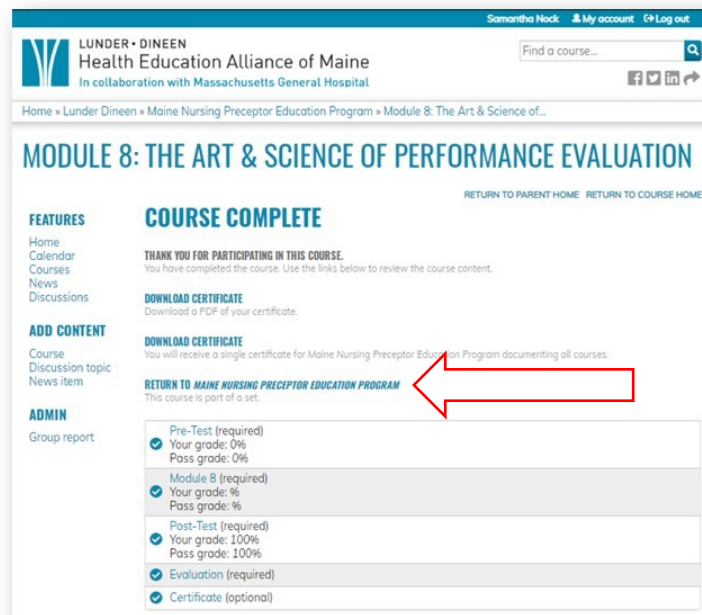 Samantha Nock My account Log out
LUNDER • DINEEN
Health Education Alliance of Maine
In collaboration with Massachusetts General Hospital
Find a course...
Home » Lunder Dineen » Maine Nursing Preceptor Education Program » Module 8: The Art & Science of...
MODULE 8: THE ART & SCIENCE OF PERFORMANCE EVALUATION
RETURN TO PARENT HOME RETURN TO COURSE HOME
FEATURES
Home
Calendar
Courses
News
Discussions
ADD CONTENT
Course
Discussion topic
News item
ADMIN
Group report
COURSE COMPLETE
THANK YOU FOR PARTICIPATING IN THIS COURSE.
You have completed the course. Use the links below to review the course content.
DOWNLOAD CERTIFICATE
Download a PDF of your certificate.
DOWNLOAD CERTIFICATE
You will receive a single certificate for Maine Nursing Preceptor Education Program documenting all courses.
RETURN TO MAINE NURSING PRECEPTOR EDUCATION PROGRAM
This course is part of a set.
Pre-Test (required)
Your grade: 0%
Pass grade: 0%
Module 8 (required)
Your grade: %
Pass grade: %
Post-Test (required)
Your grade: 100%
Pass grade: 100%
Evaluation (required)
Certificate (optional)